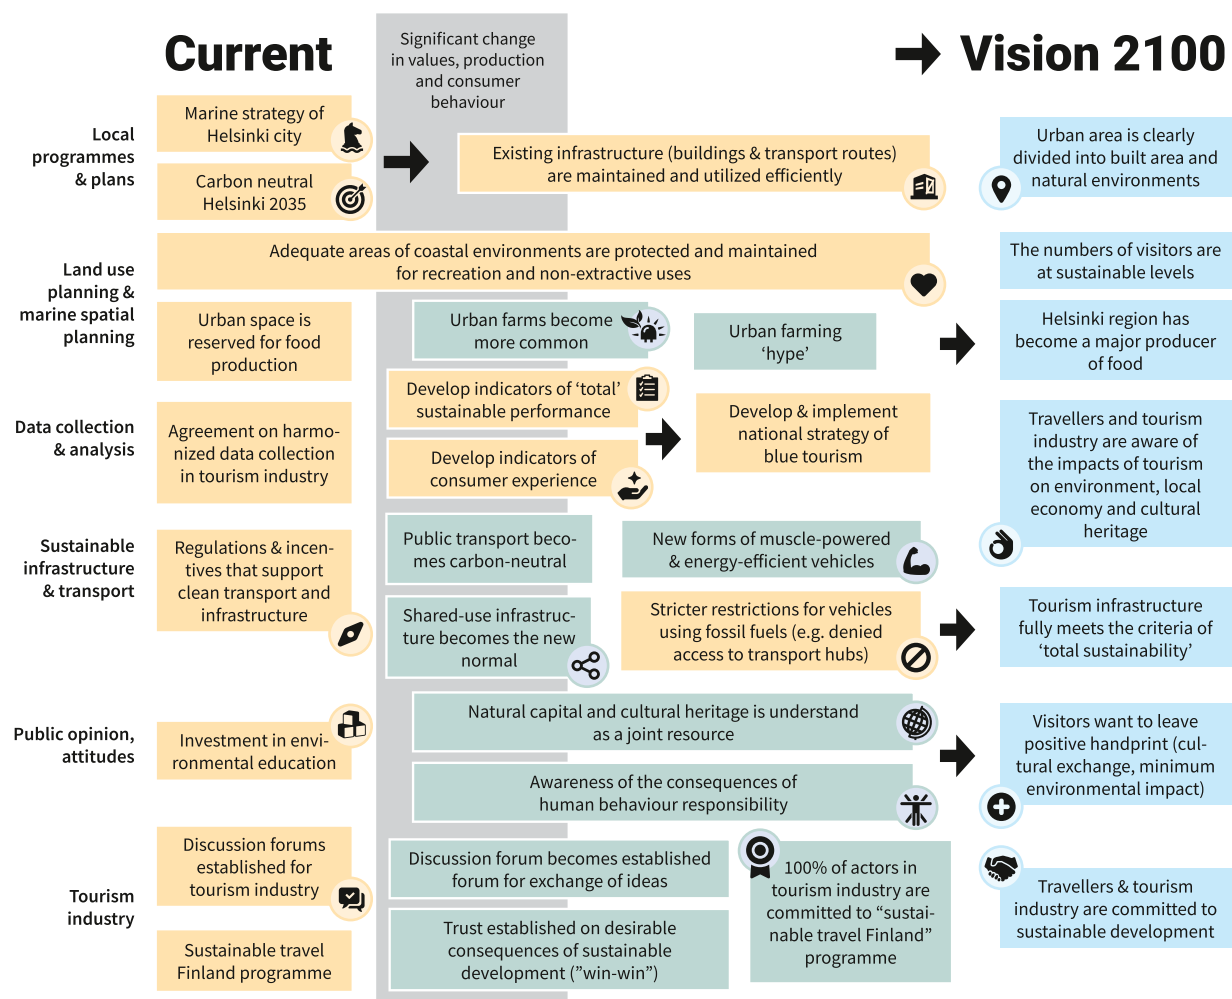 Current
Significant change
in values, production
and consumer
behaviour
Vision 2100
Local
programmes
& plans
Marine strategy of
Helsinki city
Carbon neutral
Helsinki 2035
Existing infrastructure (buildings & transport routes)
are maintained and utilized efficiently
Urban area is clearly
divided into built area and
natural environments
Land use
planning &
marine spatial
planning
Adequate areas of coastal environments are protected and maintained
for recreation and non-extractive uses
The numbers of visitors are
at sustainable levels
Urban space is
reserved for food
production
Urban farms become
more common
Urban farming
‘hype’
Helsinki region has
become a major producer
of food
Data collection
& analysis
Agreement on harmo-
nized data collection
in tourism industry
Develop indicators of ‘total’
sustainable performance
Develop indicators of
consumer experience
Develop & implement
national strategy of
blue tourism
Travellers and tourism
industry are aware of
the impacts of tourism
on environment, local
economy and cultural
heritage
Sustainable
infrastructure
& transport
Regulations & incen-
tives that support
clean transport and
infrastructure
Public transport beco-
mes carbon-neutral
New forms of muscle-powered
& energy-efficient vehicles
Shared-use infrastruc-
ture becomes the new
normal
Stricter restrictions for vehicles
using fossil fuels (e.g. denied
access to transport hubs)
Tourism infrastructure
fully meets the criteria of
‘total sustainability’
Public opinion,
attitudes
Investment in envi-
ronmental education
Natural capital and cultural heritage is understand
as a joint resource
Awareness of the consequences of
human behaviour responsibility
Visitors want to leave
positive handprint (cul-
tural exchange, minimum
environmental impact)
Tourism
industry
Discussion forums
established for
tourism industry
Sustainable travel
Finland programme
Discussion forum becomes established
forum for exchange of ideas
Trust established on desirable
consequences of sustainable
development (”win-win”)
100% of actors in
tourism industry are
committed to “sustai-
nable travel Finland”
programme
Travellers & tourism
industry are committed to
sustainable development